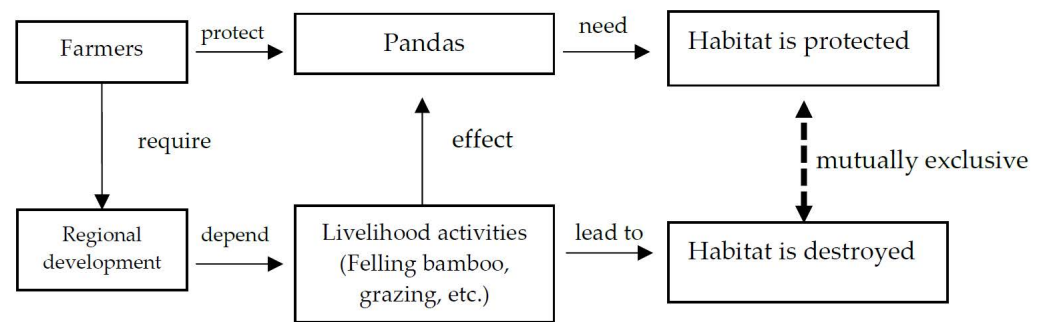 Farmers
protect
Pandas
need
Habitat is protected
require
effect
mutually exclusive
Regional
development
depend
Livelihood activities
(Felling bamboo,
grazing, etc.)
lead to
Habitat is destroyed